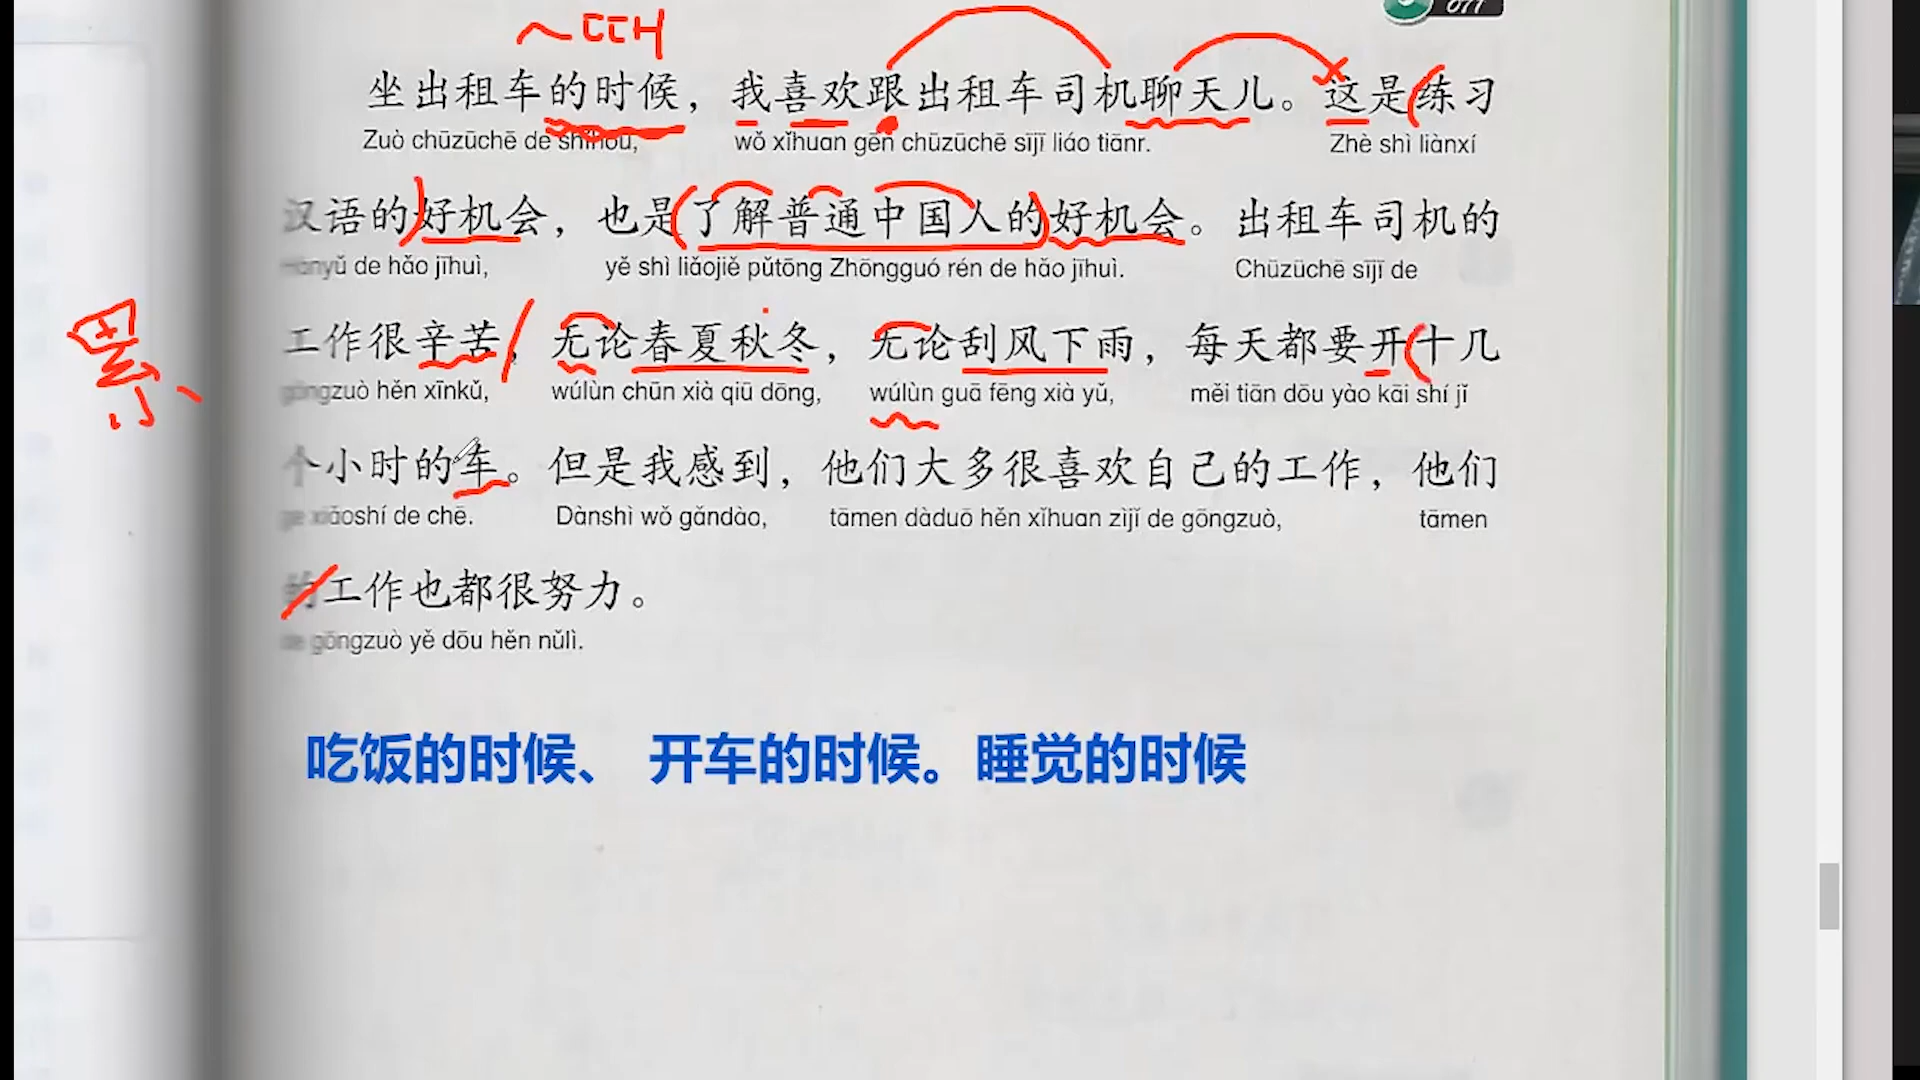 077
坐出租车的时候，我喜欢跟出租车司机聊天儿。这是练习
Zuò chūzūchē de shíhou, wǒ xǐhuan gēn chūzūchē sījī liáo tiānr. Zhè shì liànxí
汉语的好机会，也是了解普通中国人的好机会。出租车司机的
Hànyǔ de hǎo jīhuì, yě shì liǎojiě pǔtōng Zhōngguó rén de hǎo jīhuì. Chūzūchē sījī de
工作很辛苦，无论春夏秋冬，无论刮风下雨，每天都要开十几
gōngzuò hěn xīnkǔ, wúlùn chūn xià qiū dōng, wúlùn guā fēng xià yǔ, měi tiān dōu yào kāi shí jǐ
累
个小时的车。但是我感到，他们大多很喜欢自己的工作，他们
ge xiǎoshí de chē. Dànshì wǒ gǎndào, tāmen dàduō hěn xǐhuan zìjǐ de gōngzuò, tāmen
的工作也都很努力。
de gōngzuò yě dōu hěn nǔlì.
吃饭的时候、 开车的时候。睡觉的时候